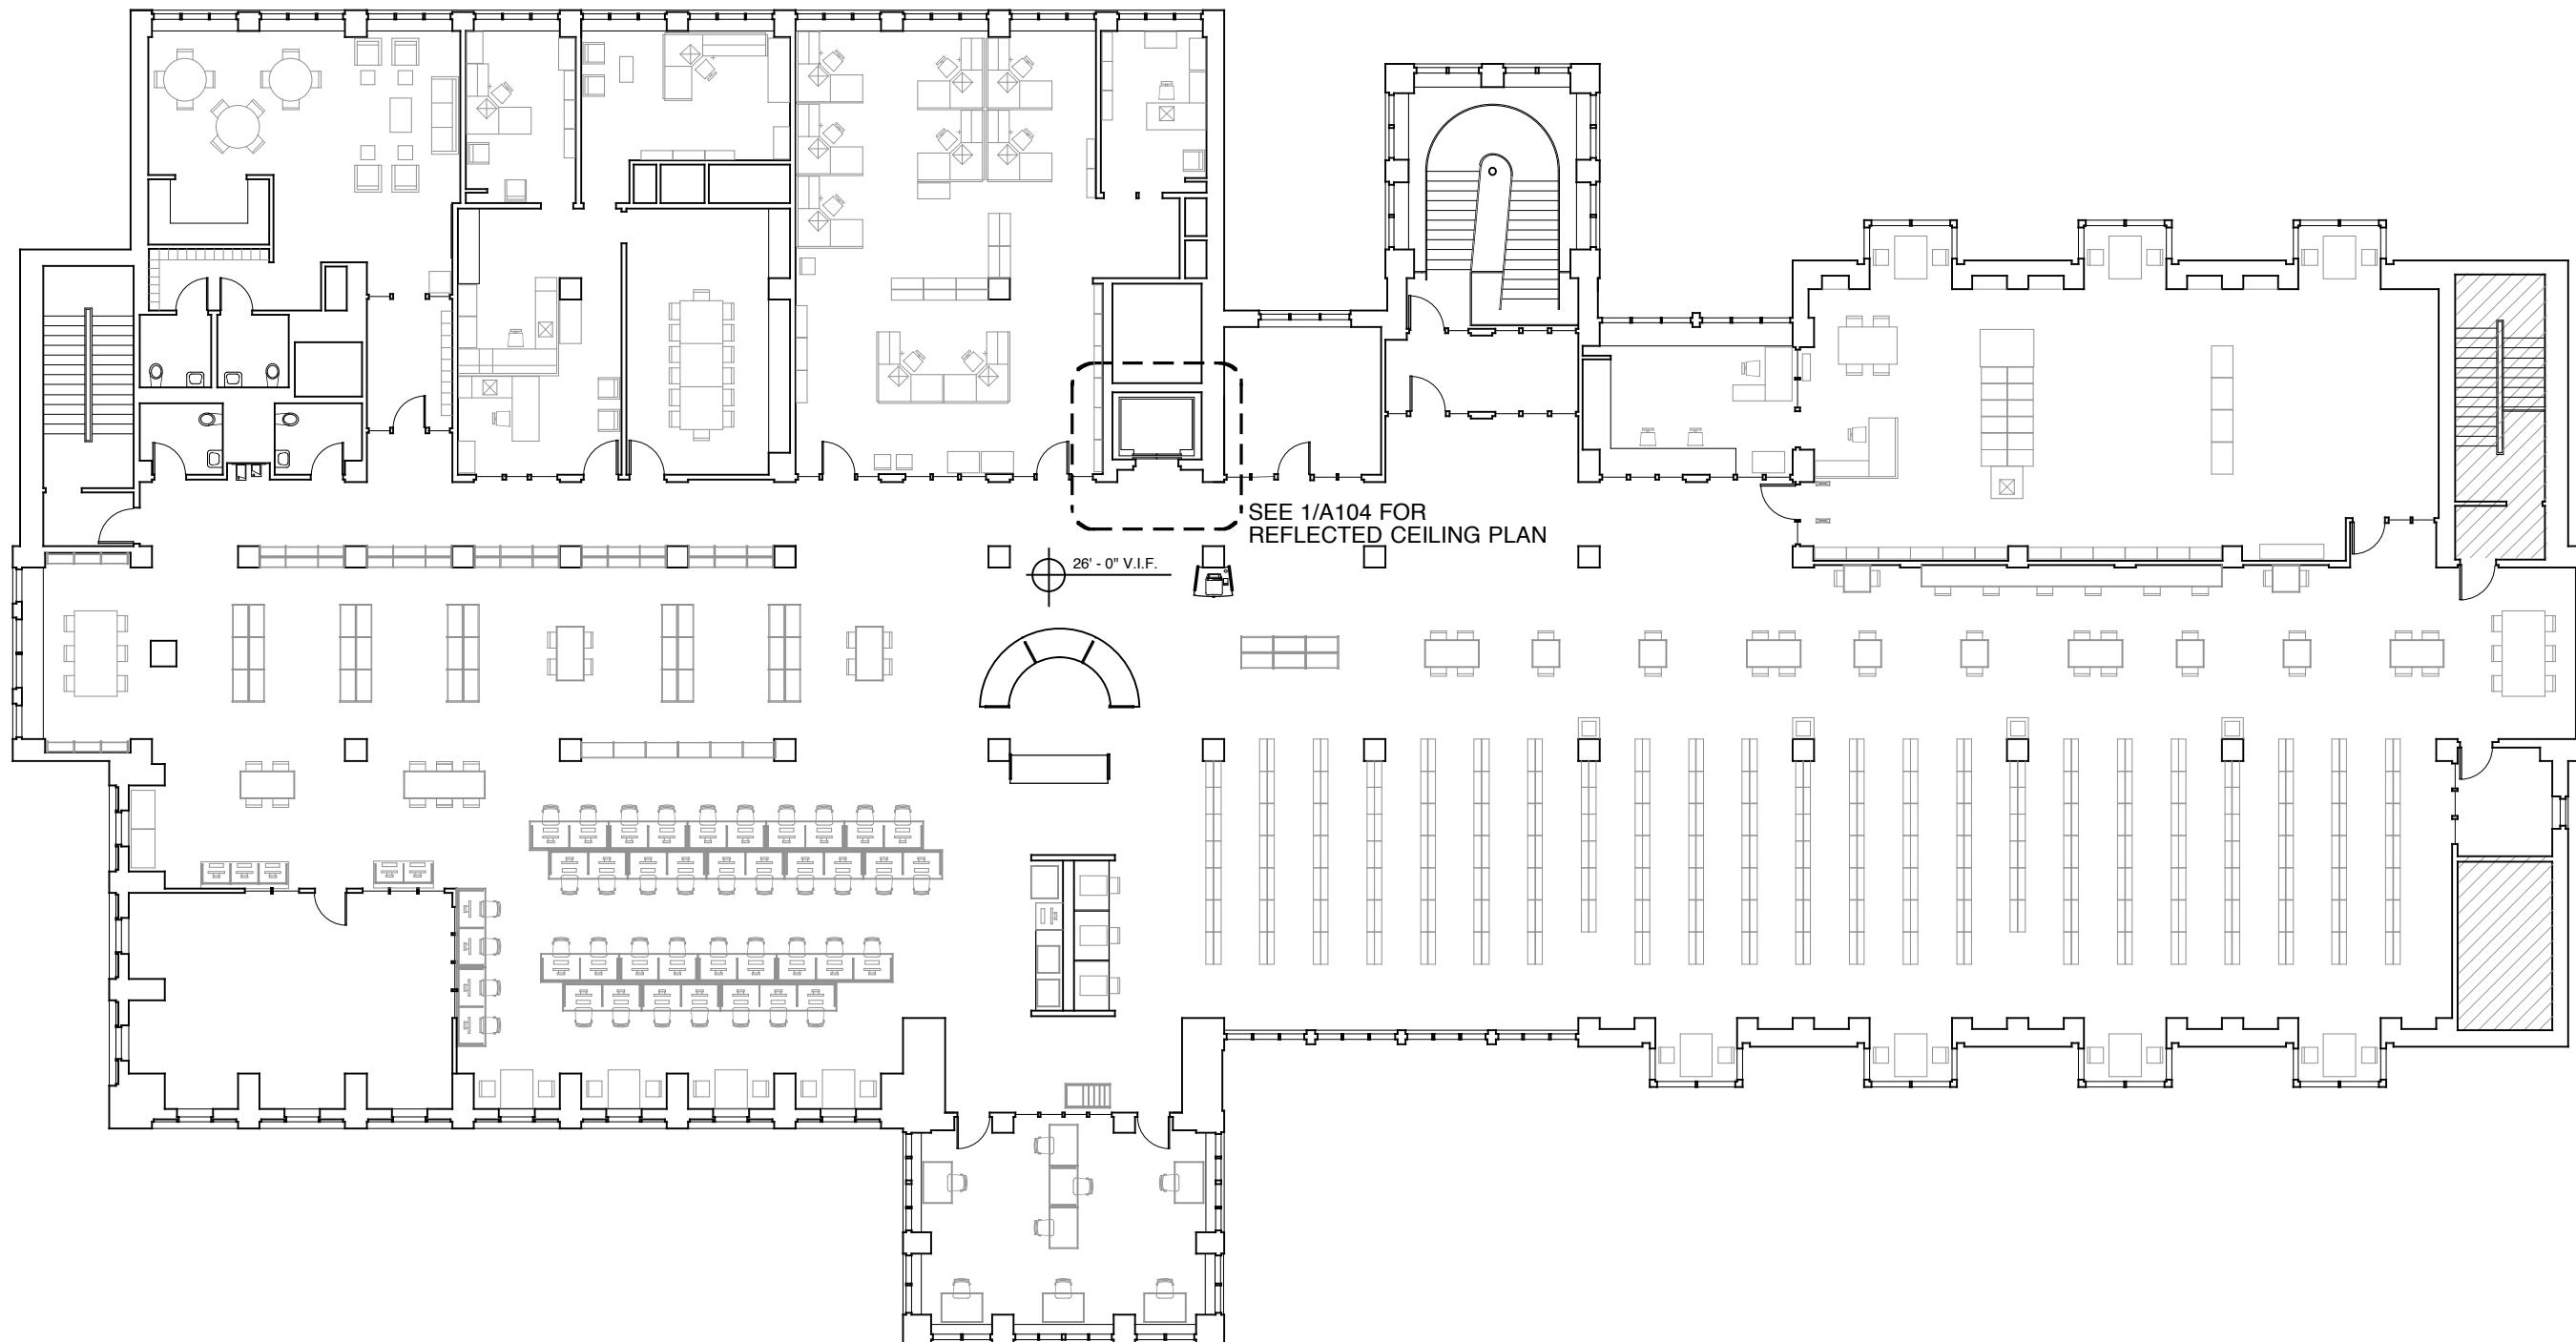 SEE 1/A104 FOR
REFLECTED CEILING PLAN
26' - 0" V.I.F.